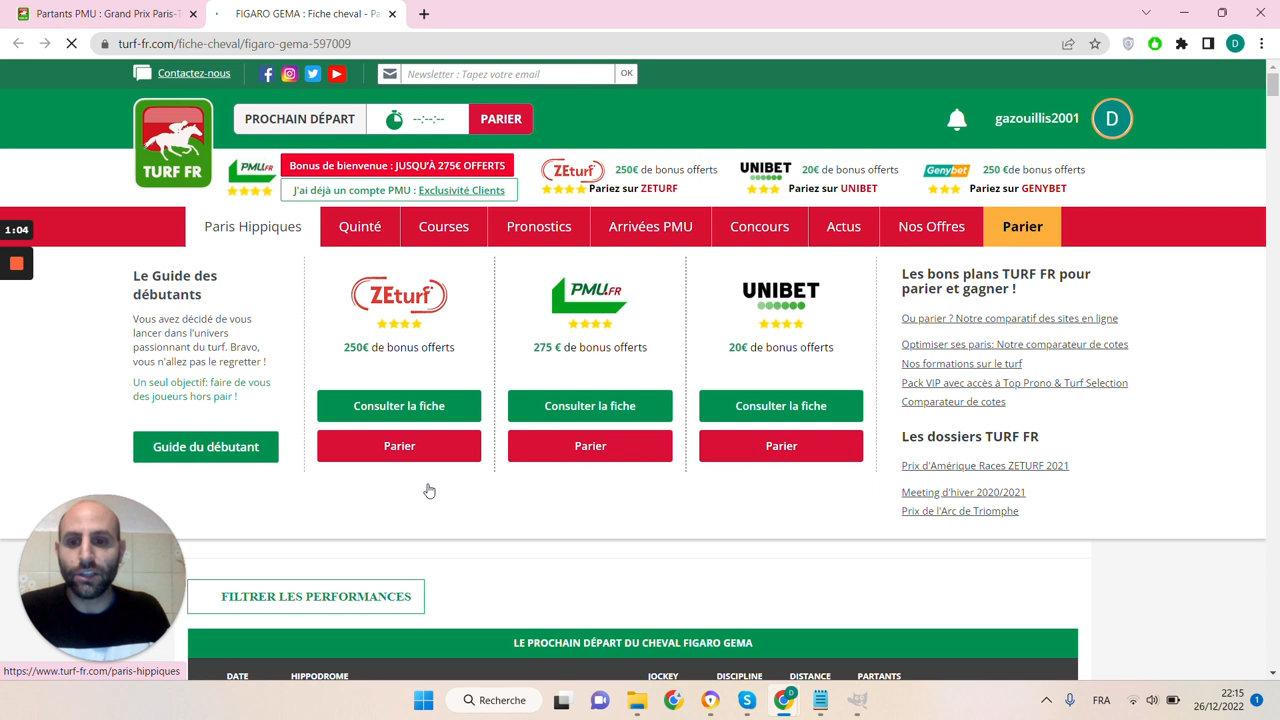 Partants PMU : Grand Prix Paris-T
FIGARO GEMA : Fiche cheval - Pa
turf-fr.com/fiche-cheval/figaro-gema-597009
D
Contactez-nous
Newsletter : Tapez votre email
OK
TURF FR
PROCHAIN DÉPART
--:--:--
PARIER
gazouillis2001
D
PMU.FR
Bonus de bienvenue : JUSQU'À 275€ OFFERTS
J'ai déjà un compte PMU : Exclusivité Clients
ZEturf
250€ de bonus offerts
Pariez sur ZETURF
UNIBET
20€ de bonus offerts
Pariez sur UNIBET
Genybet
250 €de bonus offerts
Pariez sur GENYBET
1:04
Paris Hippiques
Quinté
Courses
Pronostics
Arrivées PMU
Concours
Actus
Nos Offres
Parier
Le Guide des
débutants
Vous avez décidé de vous
lancer dans l'univers
passionnant du turf. Bravo,
vous n'allez pas le regretter !
Un seul objectif: faire de vous
des joueurs hors pair !
Guide du débutant
ZEturf
250€ de bonus offerts
Consulter la fiche
Parier
PMU.FR
275 € de bonus offerts
Consulter la fiche
Parier
UNIBET
20€ de bonus offerts
Consulter la fiche
Parier
Les bons plans TURF FR pour
parier et gagner !
Ou parier ? Notre comparatif des sites en ligne
Optimiser ses paris: Notre comparateur de cotes
Nos formations sur le turf
Pack VIP avec accès à Top Prono & Turf Selection
Comparateur de cotes
Les dossiers TURF FR
Prix d'Amérique Races ZETURF 2021
Meeting d'hiver 2020/2021
Prix de l'Arc de Triomphe
FILTRER LES PERFORMANCES
LE PROCHAIN DÉPART DU CHEVAL FIGARO GEMA
DATE HIPPODROME JOCKEY DISCIPLINE DISTANCE PARTANTS
https://www.turf-fr.com/paris-hippiques
Recherche
D
FRA
22:15
26/12/2022
1